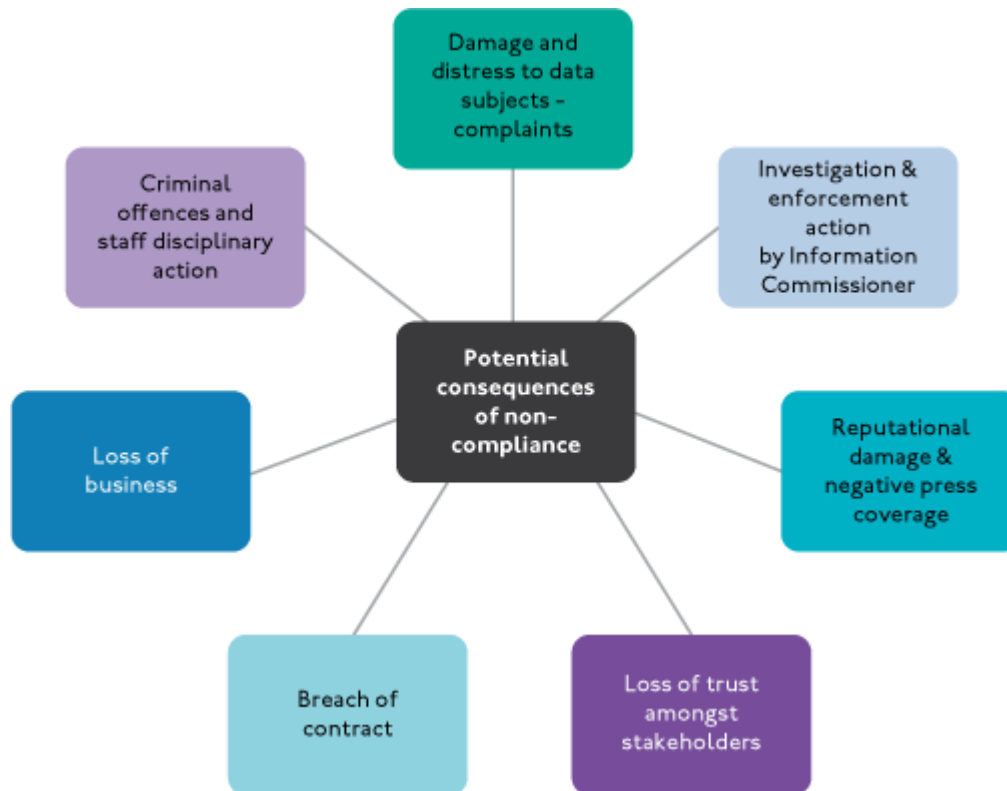 Damage and
distress to data
subjects -
complaints
Criminal
offences and
staff disciplinary
action
Investigation &
enforcement
action
by Information
Commissioner
Potential
consequences
of non-
compliance
Loss of
business
Reputational
damage &
negative press
coverage
Breach of
contract
Loss of trust
amongst
stakeholders